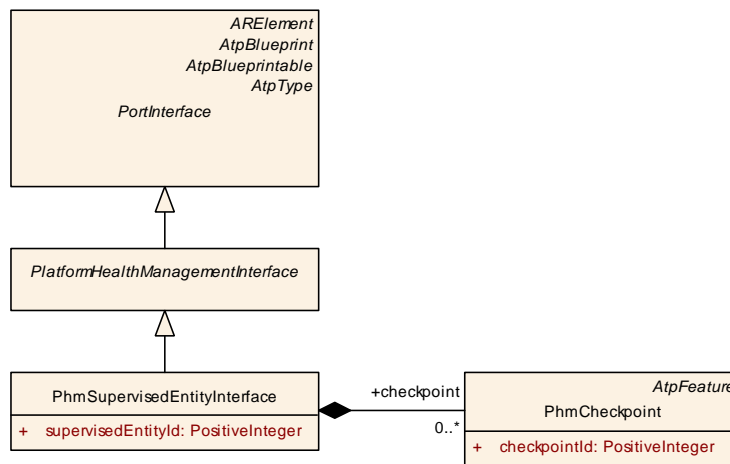 ARElement
AtpBlueprint
AtpBlueprintable
AtpType
PortInterface
PlatformHealthManagementInterface
PhmSupervisedEntityInterface
+ supervisedEntityId: PositiveInteger
+checkpoint
0..*
AtpFeature
PhmCheckpoint
+ checkpointId: PositiveInteger